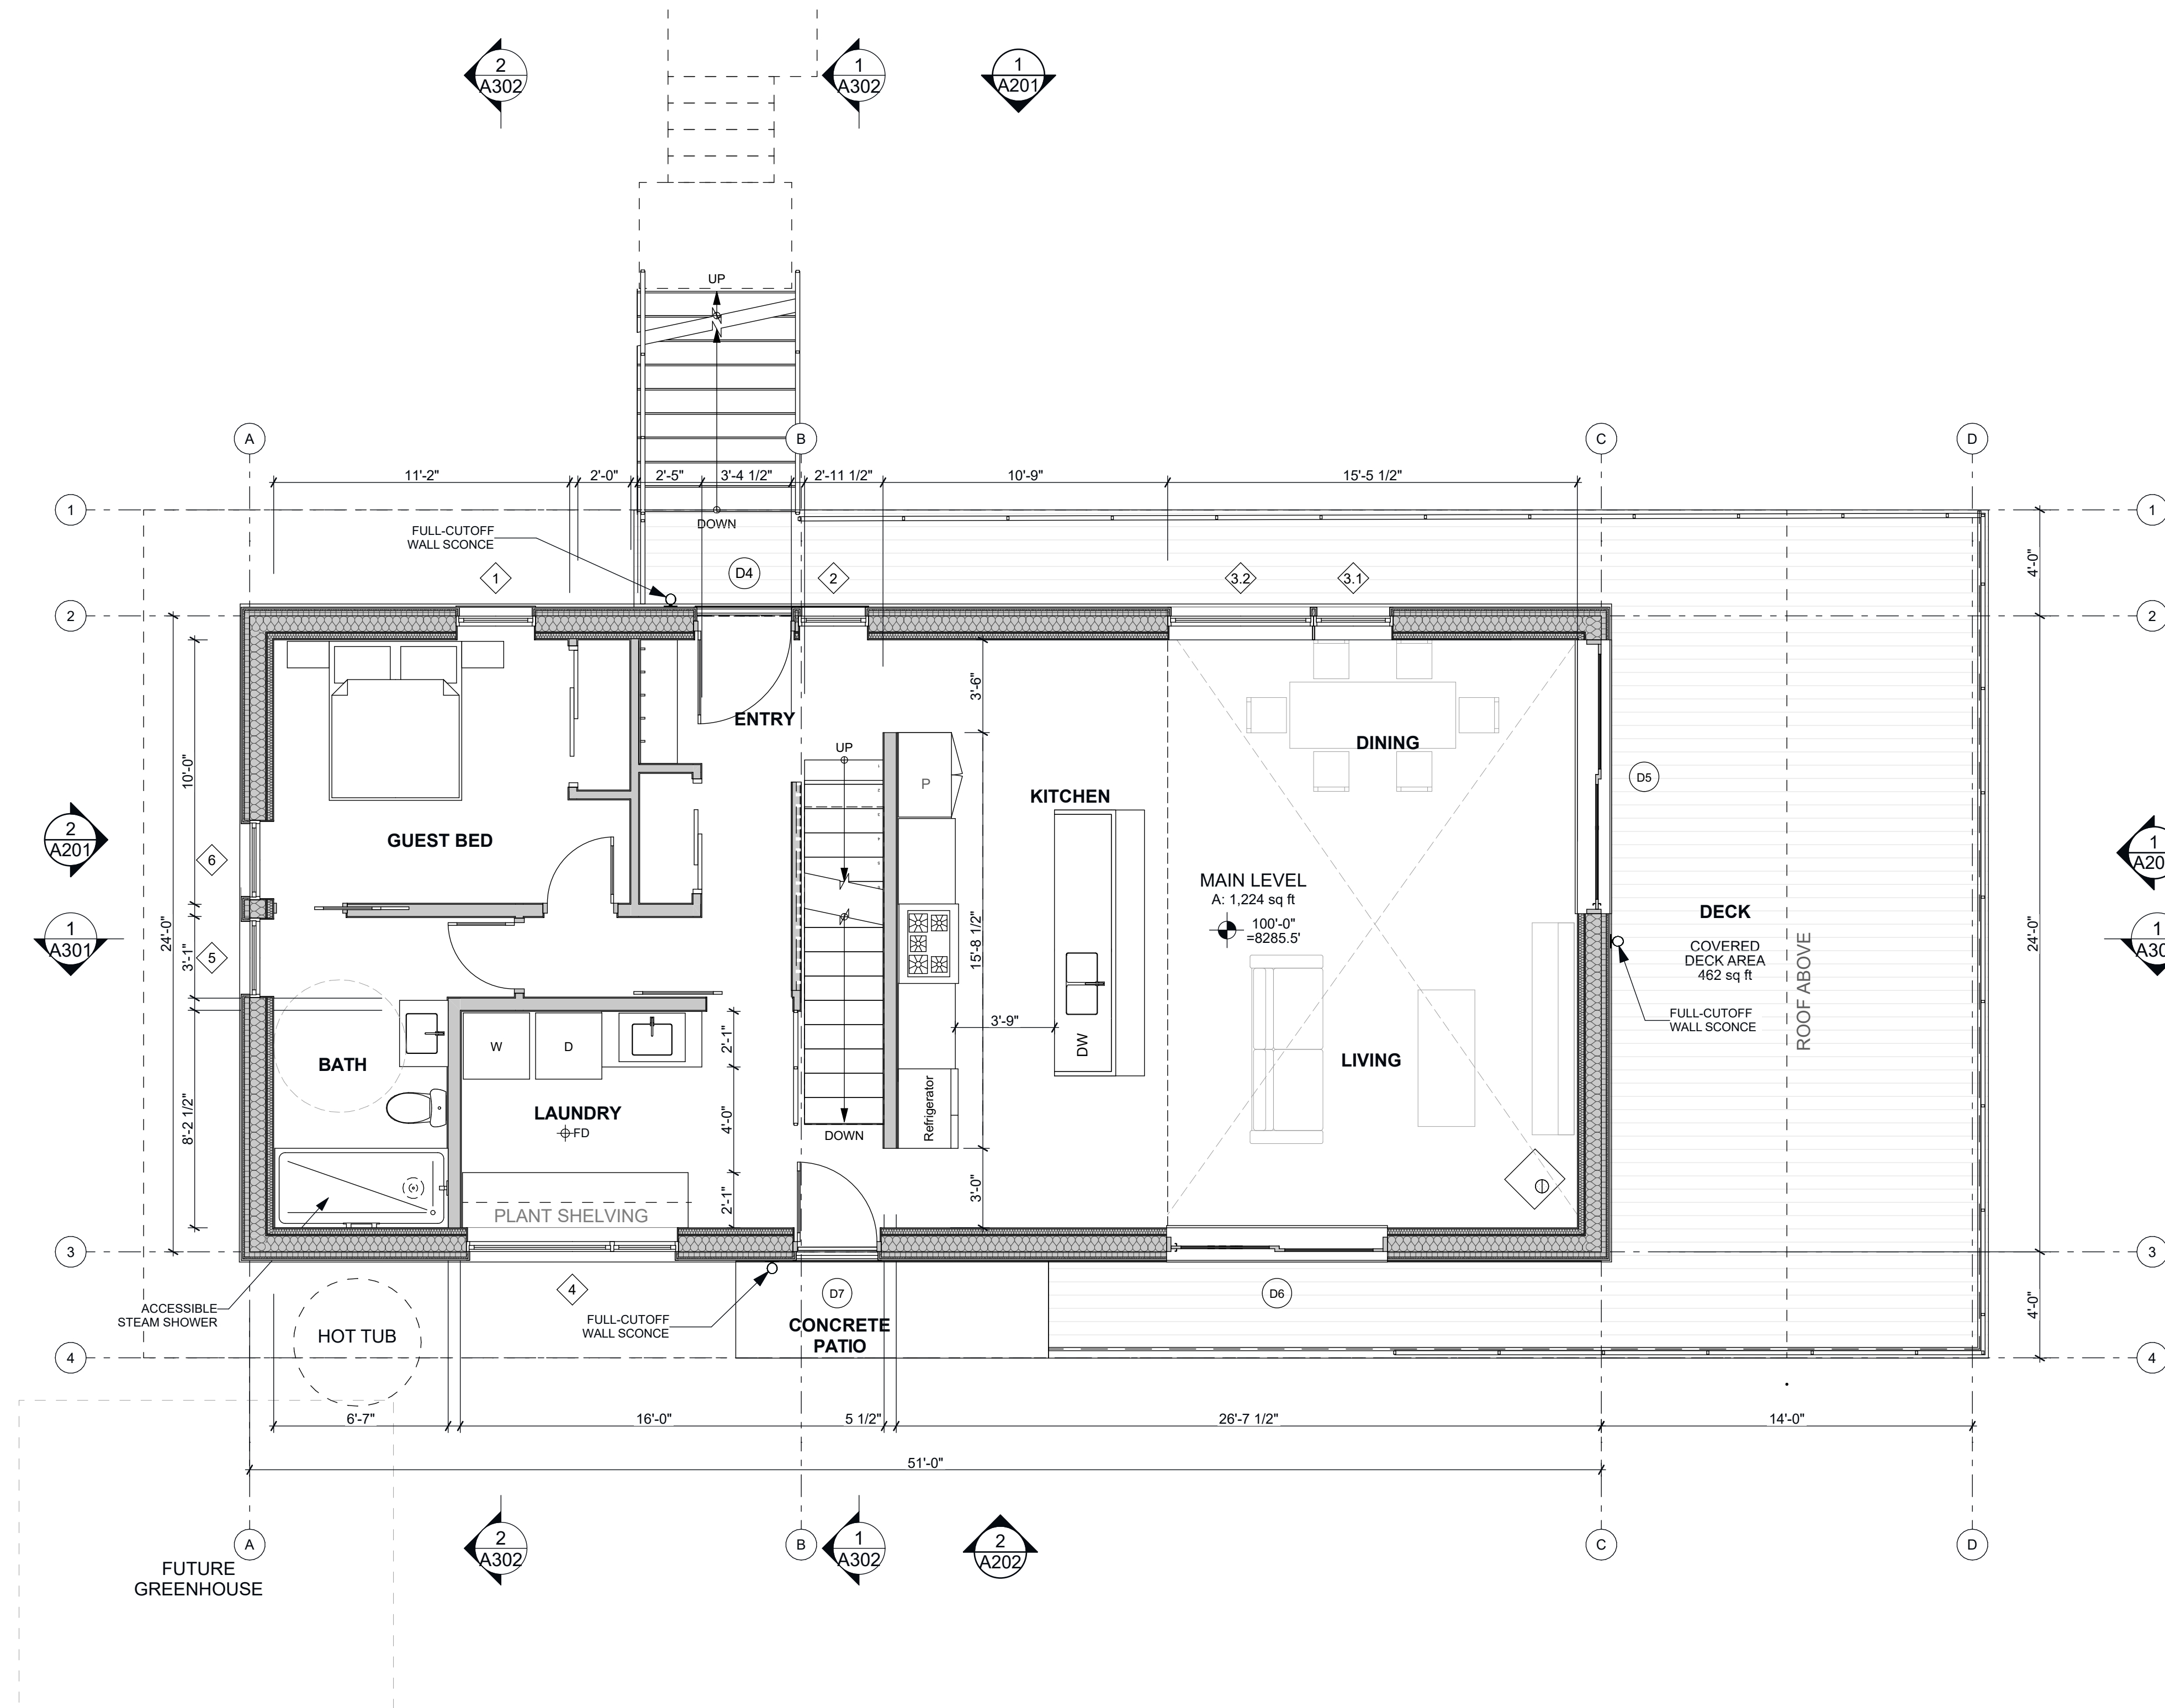 2
A302
1
A302
1
A201
UP
A
B
C
D
11'-2"
2'-0"
2'-5"
3'-4 1/2"
2'-11 1/2"
10'-9"
15'-5 1/2"
1
1
DOWN
FULL-CUTOFF
WALL SCONCE
4'-0"
1
D4
2
3.2
3.1
2
2
3'-6"
ENTRY
DINING
UP
10'-0"
P
D5
KITCHEN
2
A201
GUEST BED
6
1
A20
MAIN LEVEL
A: 1,224 sq ft
100'-0"
=8285.5'
DECK
COVERED
DECK AREA
462 sq ft
ROOF ABOVE
1
A301
24'-0"
3'-1"
5
15'-8 1/2"
24'-0"
1
A30
FULL-CUTOFF
WALL SCONCE
3'-9"
W
D
2'-1"
DW
BATH
LIVING
8'-2 1/2"
LAUNDRY
FD
4'-0"
Refrigerator
DOWN
2'-1"
3'-0"
PLANT SHELVING
3
3
4
D7
D6
4'-0"
ACCESSIBLE
STEAM SHOWER
HOT TUB
FULL-CUTOFF
WALL SCONCE
CONCRETE
PATIO
4
4
6'-7"
16'-0"
5 1/2"
26'-7 1/2"
14'-0"
51'-0"
A
B
C
D
2
A302
1
A302
2
A202
FUTURE
GREENHOUSE